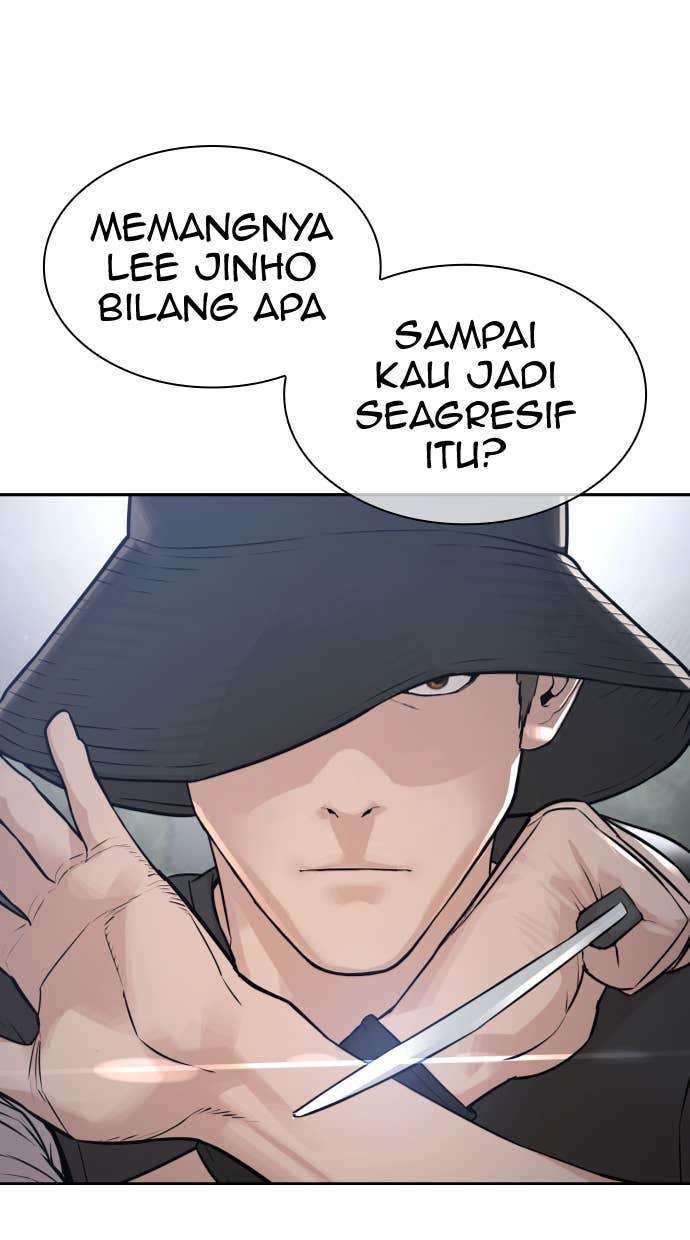 MEMANGNYA
LEE JINHO
BILANG APA
SAMPAI
KAU JADI
SEAGRESIF
ITU?